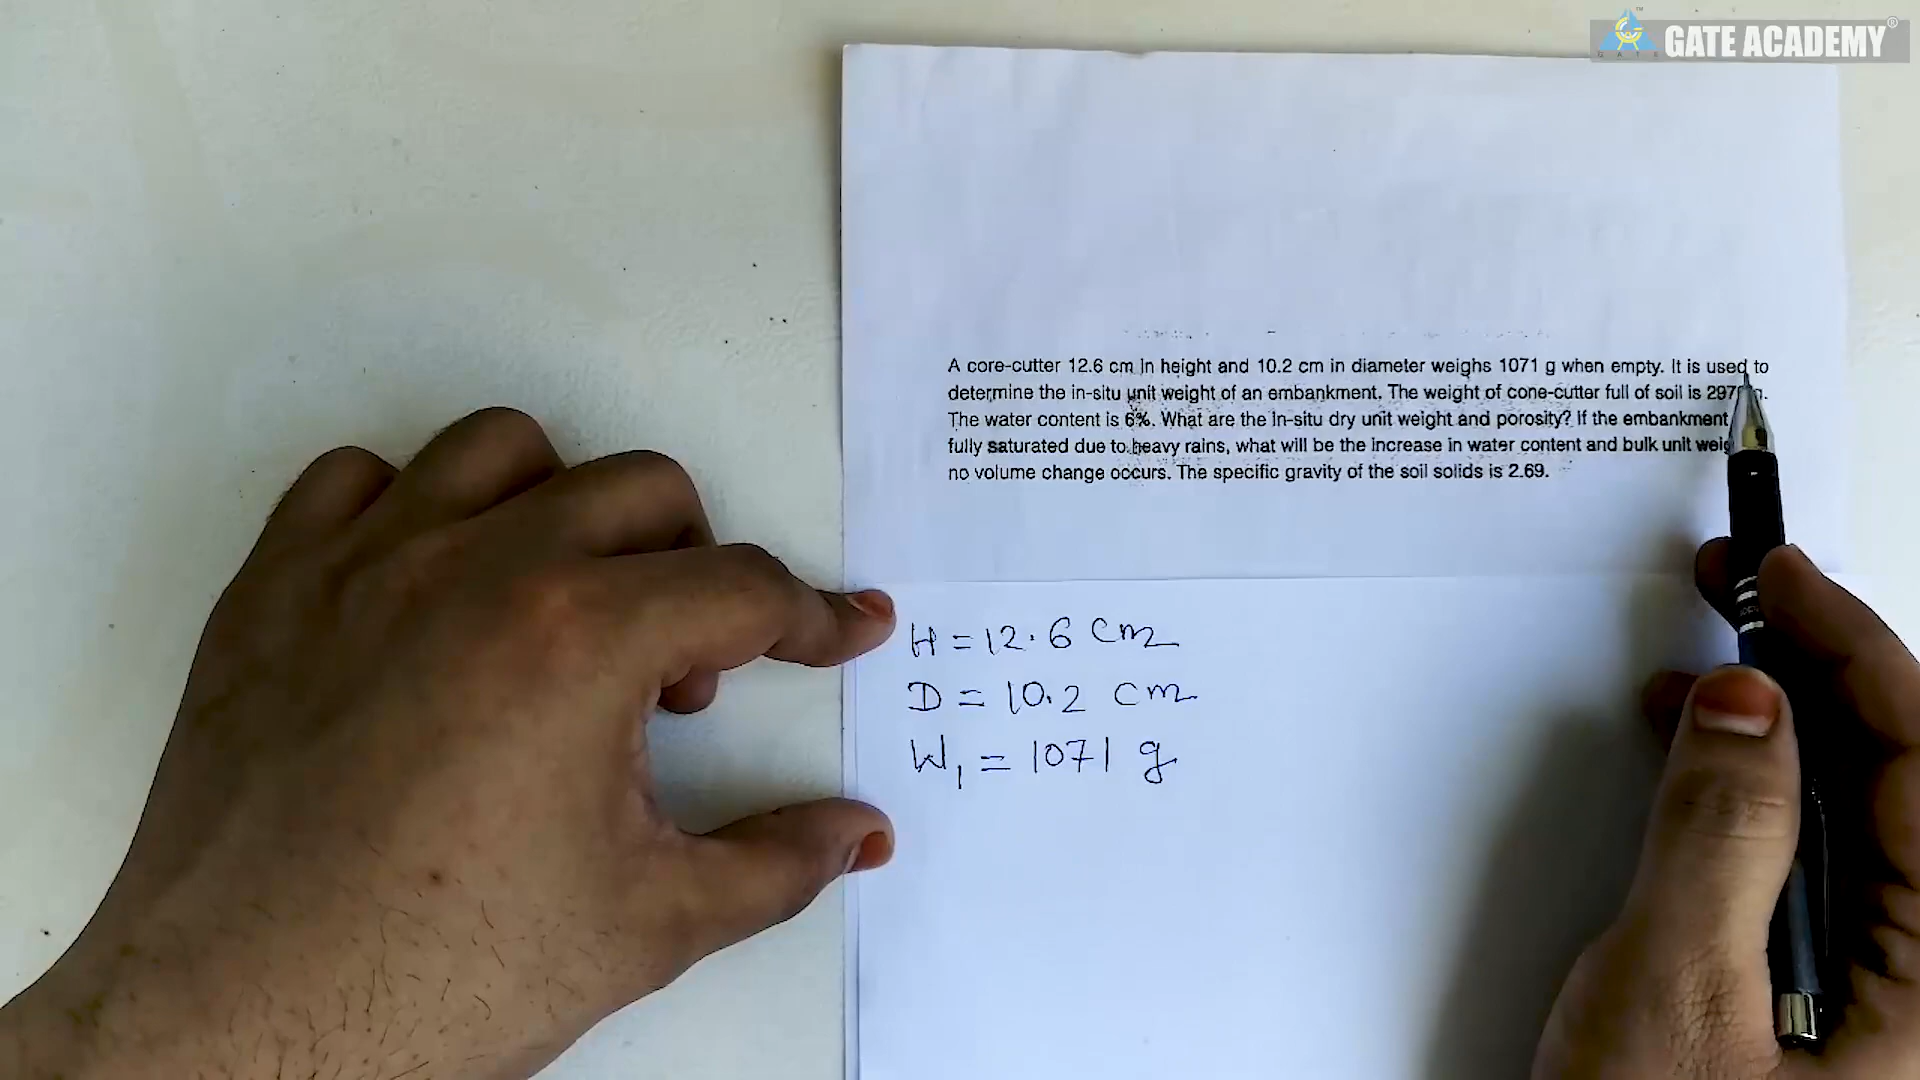 GATE ACADEMY
A core-cutter 12.6 cm in height and 10.2 cm in diameter weighs 1071 g when empty. It is used to
determine the in-situ unit weight of an embankment. The weight of cone-cutter full of soil is g.
The water content is 6%. What are the in-situ dry unit weight and porosity? If the embankment
fully saturated due to heavy rains, what will be the increase in water content and bulk unit
no volume change occurs. The specific gravity of the soil solids is 2.69.
H = 12.6 cm
D = 10.2 cm
W1 = 1071 g